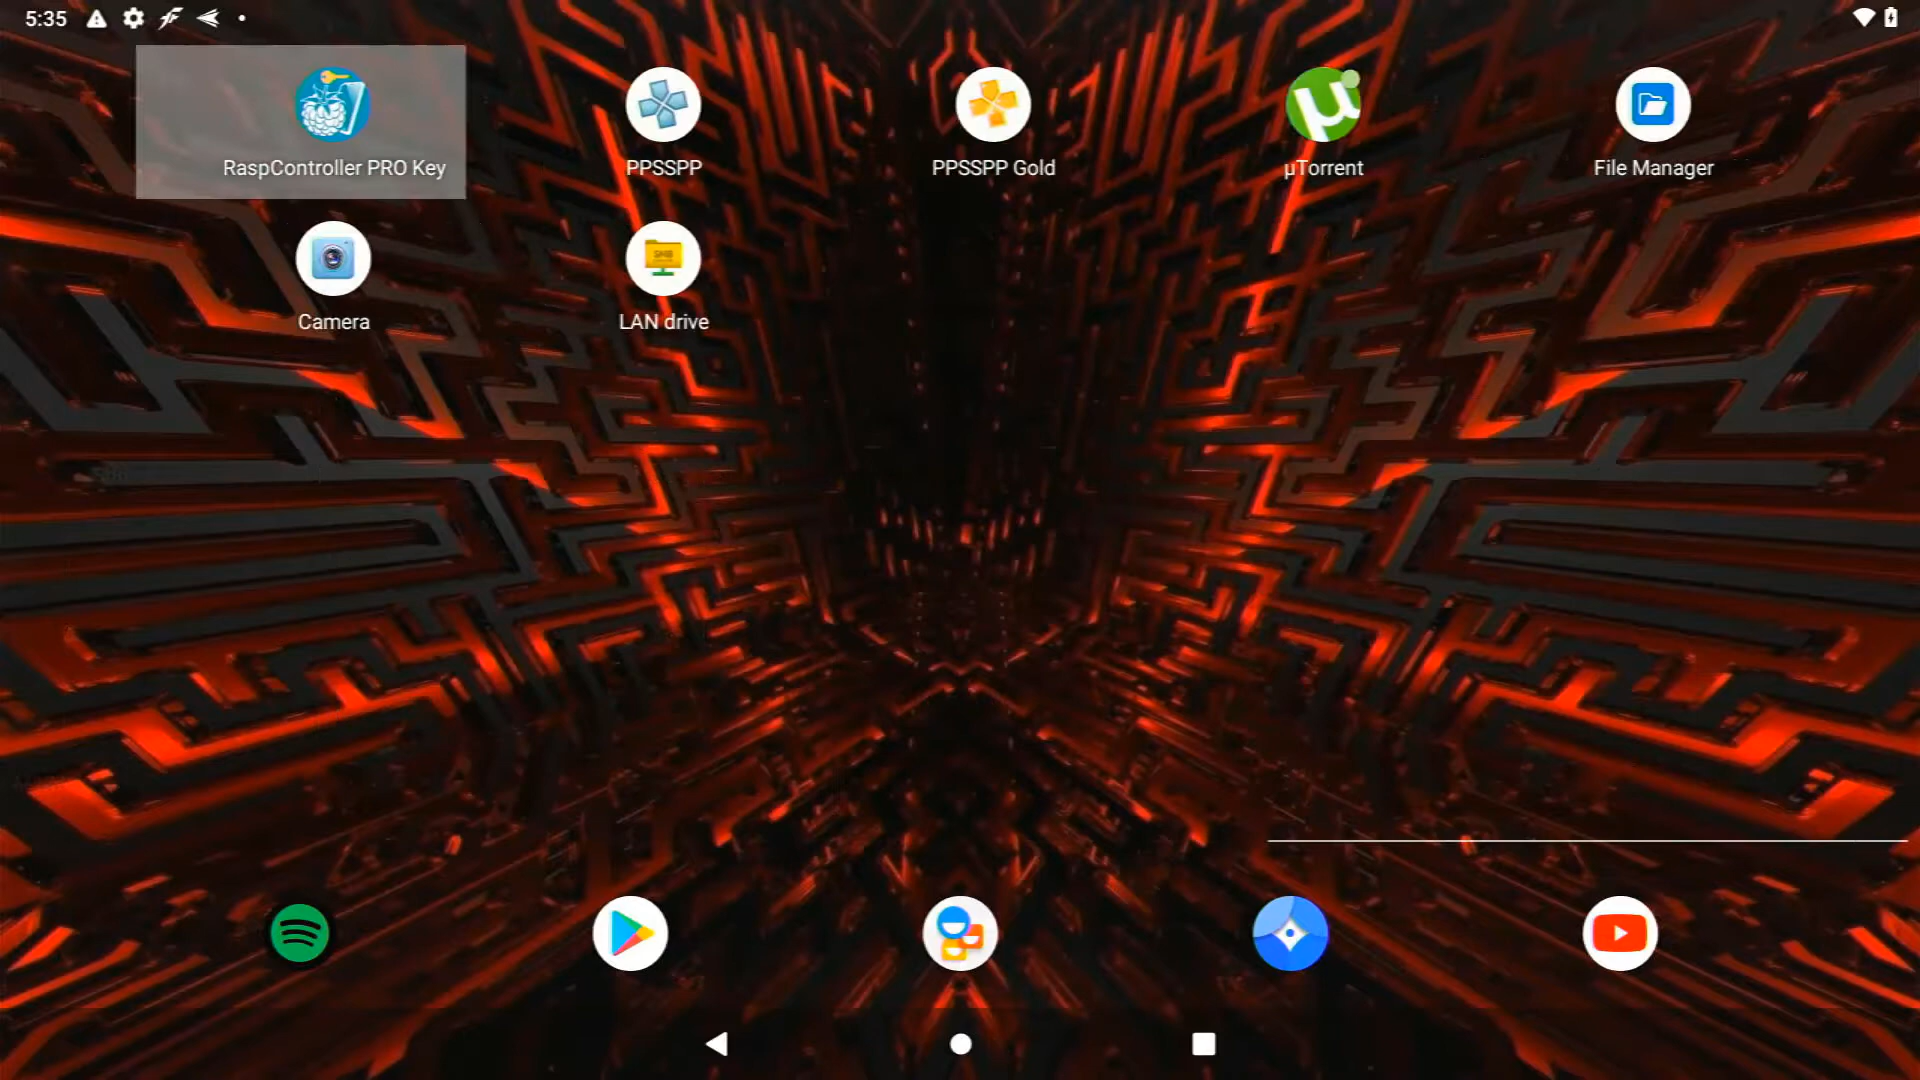 5:35
RaspController PRO Key
PPSSPP
PPSSPP Gold
µTorrent
File Manager
Camera
LAN drive